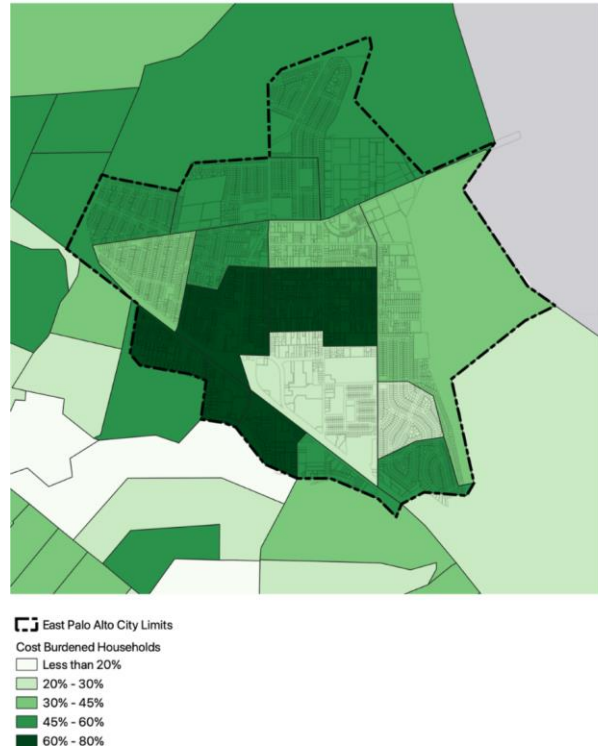 East Palo Alto City Limits
Cost Burdened Households
Less than 20%
20% - 30%
30% - 45%
45% - 60%
60% - 80%